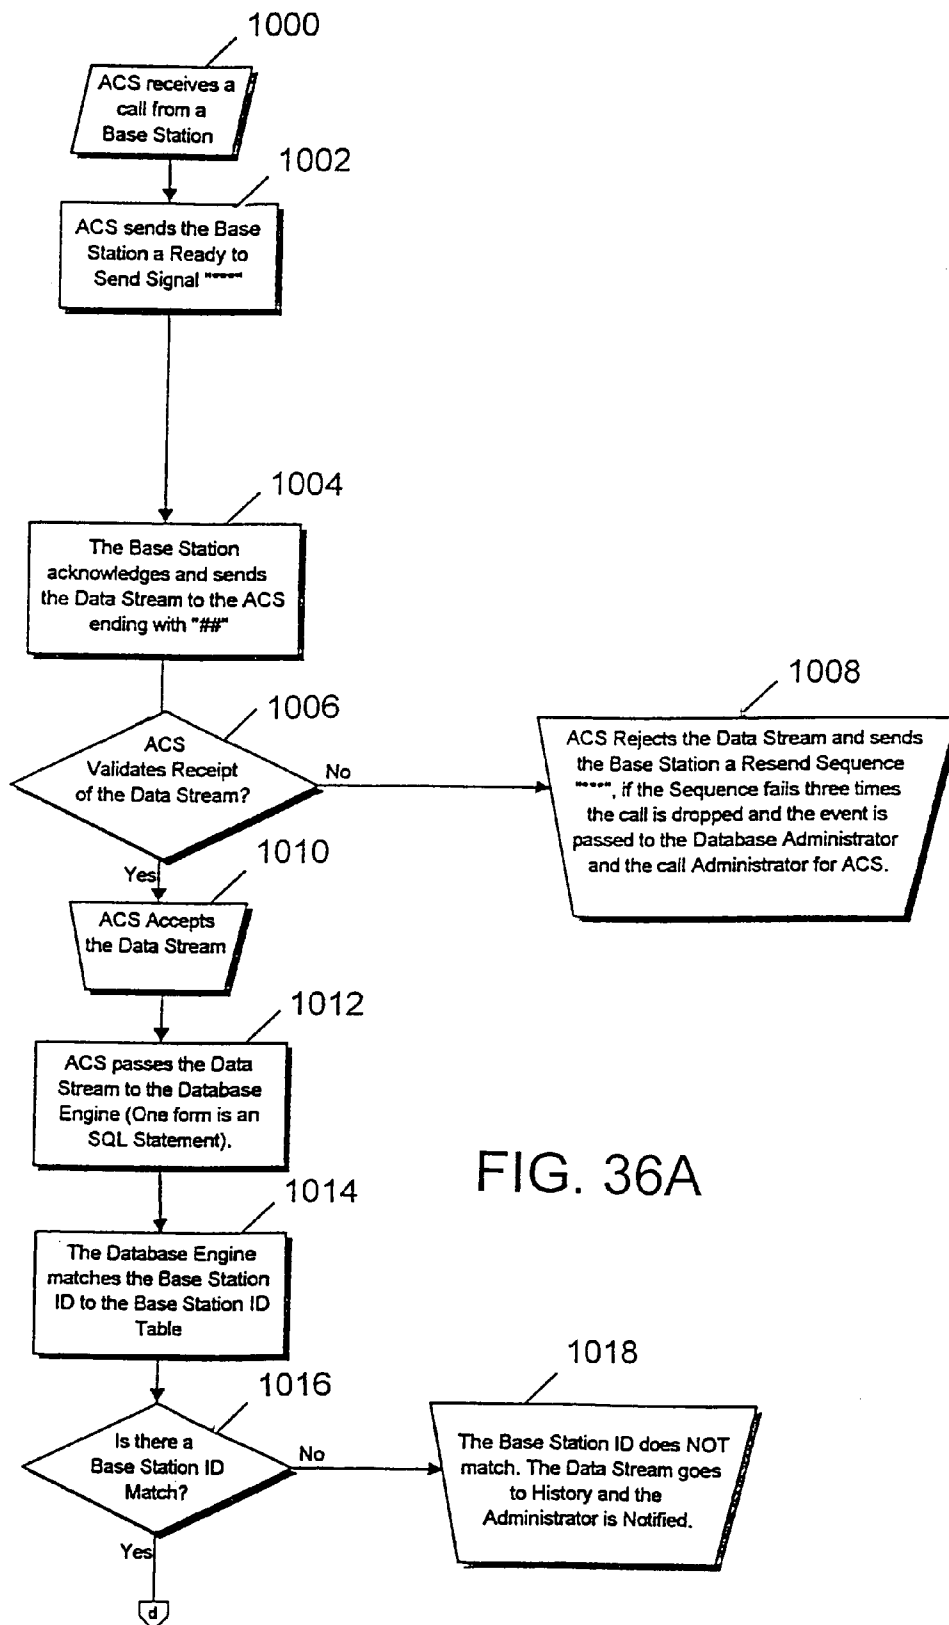 1000
ACS receives a
call from a
Base Station
1002
ACS sends the Base
Station a Ready to
Send Signal "****"
1004
The Base Station
acknowledges and sends
the Data Stream to the ACS
ending with "##"
1006
ACS
Validates Receipt
of the Data Stream?
No
1008
ACS Rejects the Data Stream and sends
the Base Station a Resend Sequence
"****", if the Sequence fails three times
the call is dropped and the event is
passed to the Database Administrator
and the call Administrator for ACS.
Yes
1010
ACS Accepts
the Data Stream
1012
ACS passes the Data
Stream to the Database
Engine (One form is an
SQL Statement).
FIG. 36A
1014
The Database Engine
matches the Base Station
ID to the Base Station ID
Table
1016
Is there a
Base Station ID
Match?
No
1018
The Base Station ID does NOT
match. The Data Stream goes
to History and the
Administrator is Notified.
Yes
d